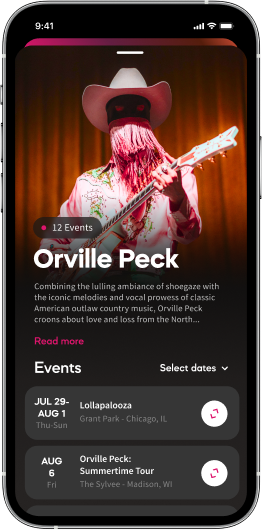 9:41
12 Events
Orville Peck
Combining the lulling ambiance of shoegaze with
the iconic melodies and vocal prowess of classic
American outlaw country music, Orville Peck
croons about love and loss from the North...
Read more
Events
Select dates
JUL 29-
AUG 1
Thu-Sun
Lollapalooza
Grant Park - Chicago, IL
AUG
6
Fri
Orville Peck:
Summertime Tour
The Sylvee - Madison, WI